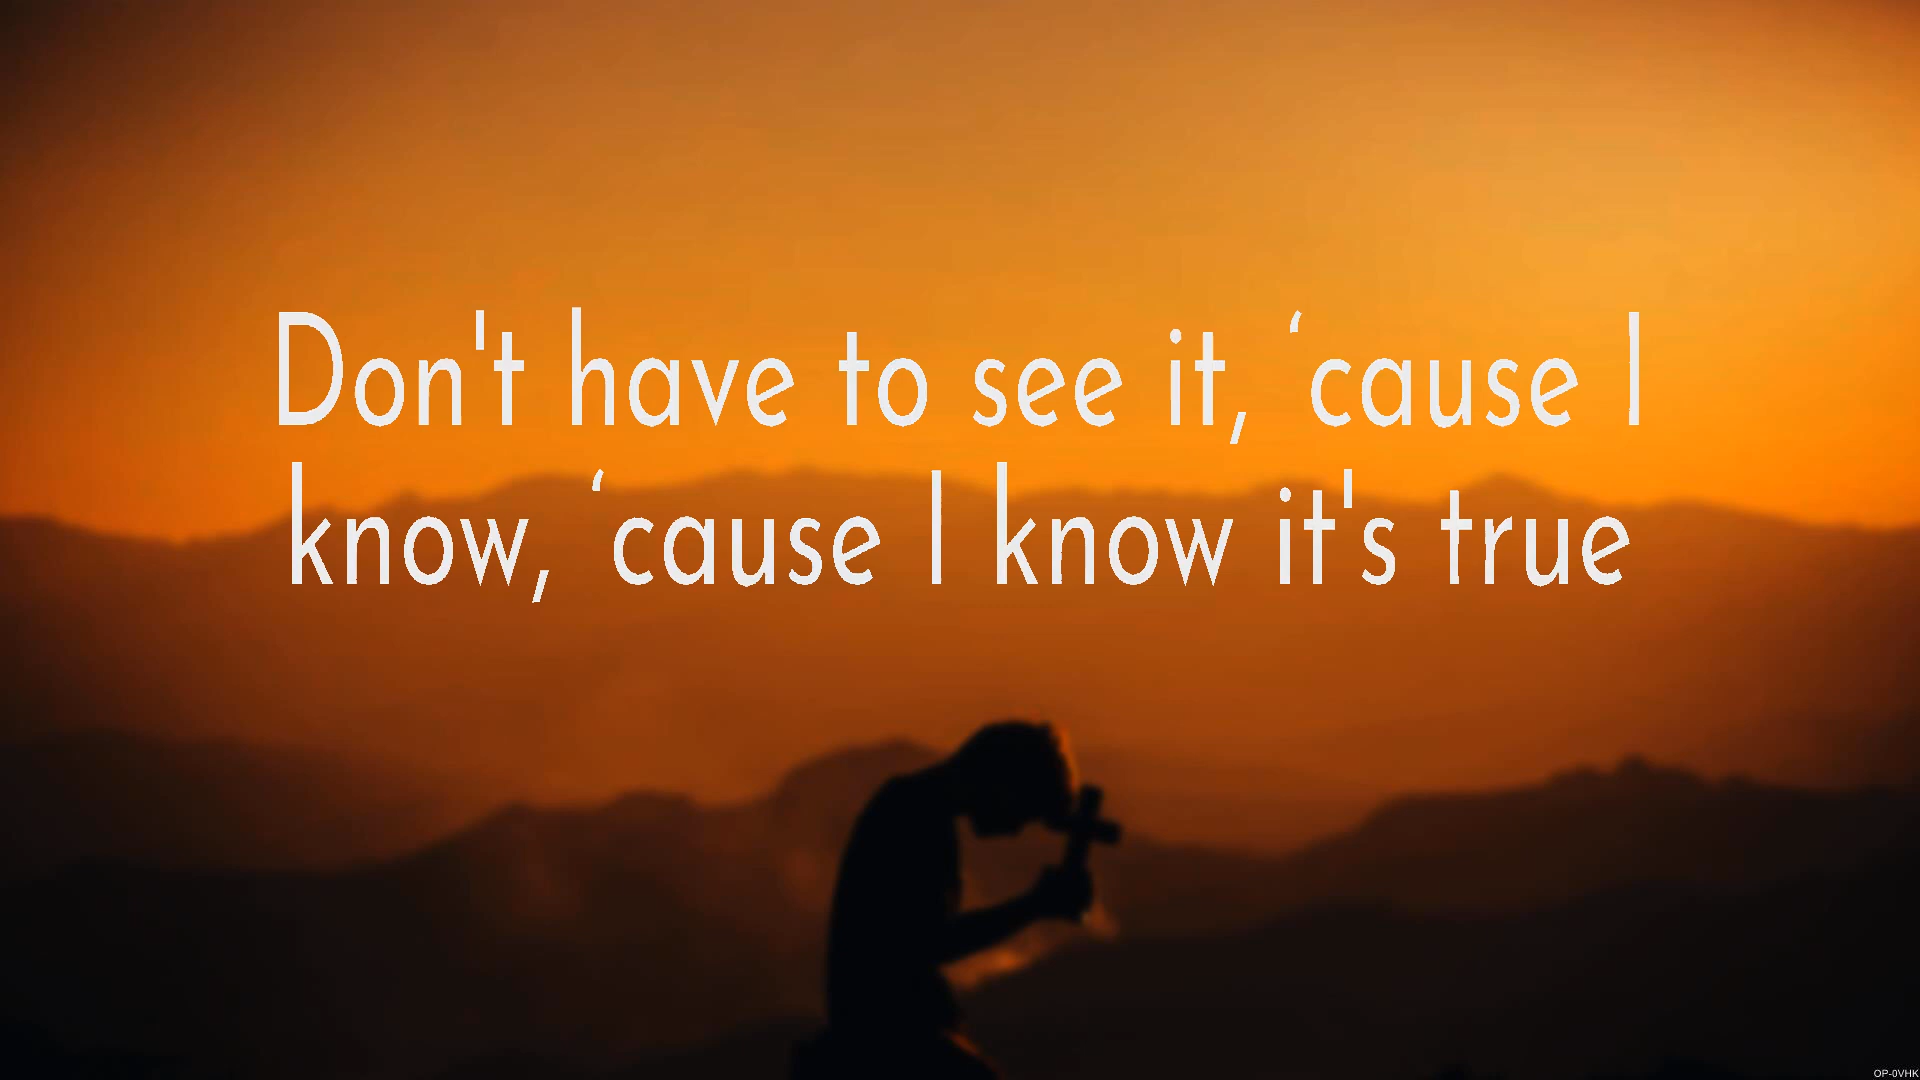 Don't have to see it, ‘cause I
know, ‘cause I know it's true
OP-0VHK